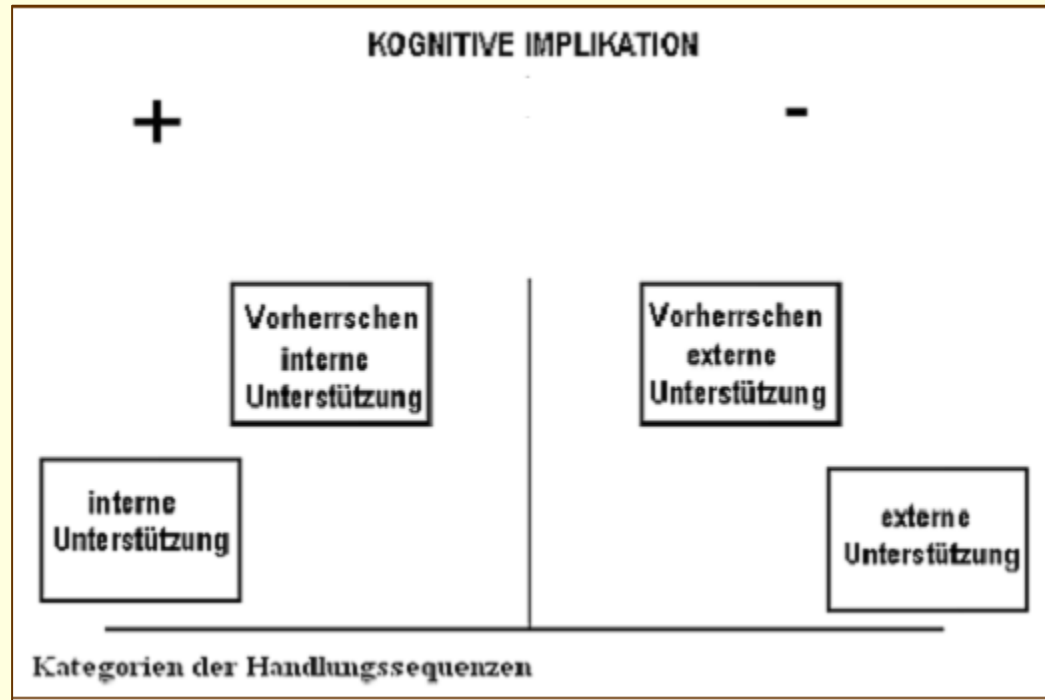 KOGNITIVE IMPLIKATION
+
-
Vorherrschen
interne
Unterstützung
Vorherrschen
externe
Unterstützung
interne
Unterstützung
externe
Unterstützung
Kategorien der Handlungssequenzen